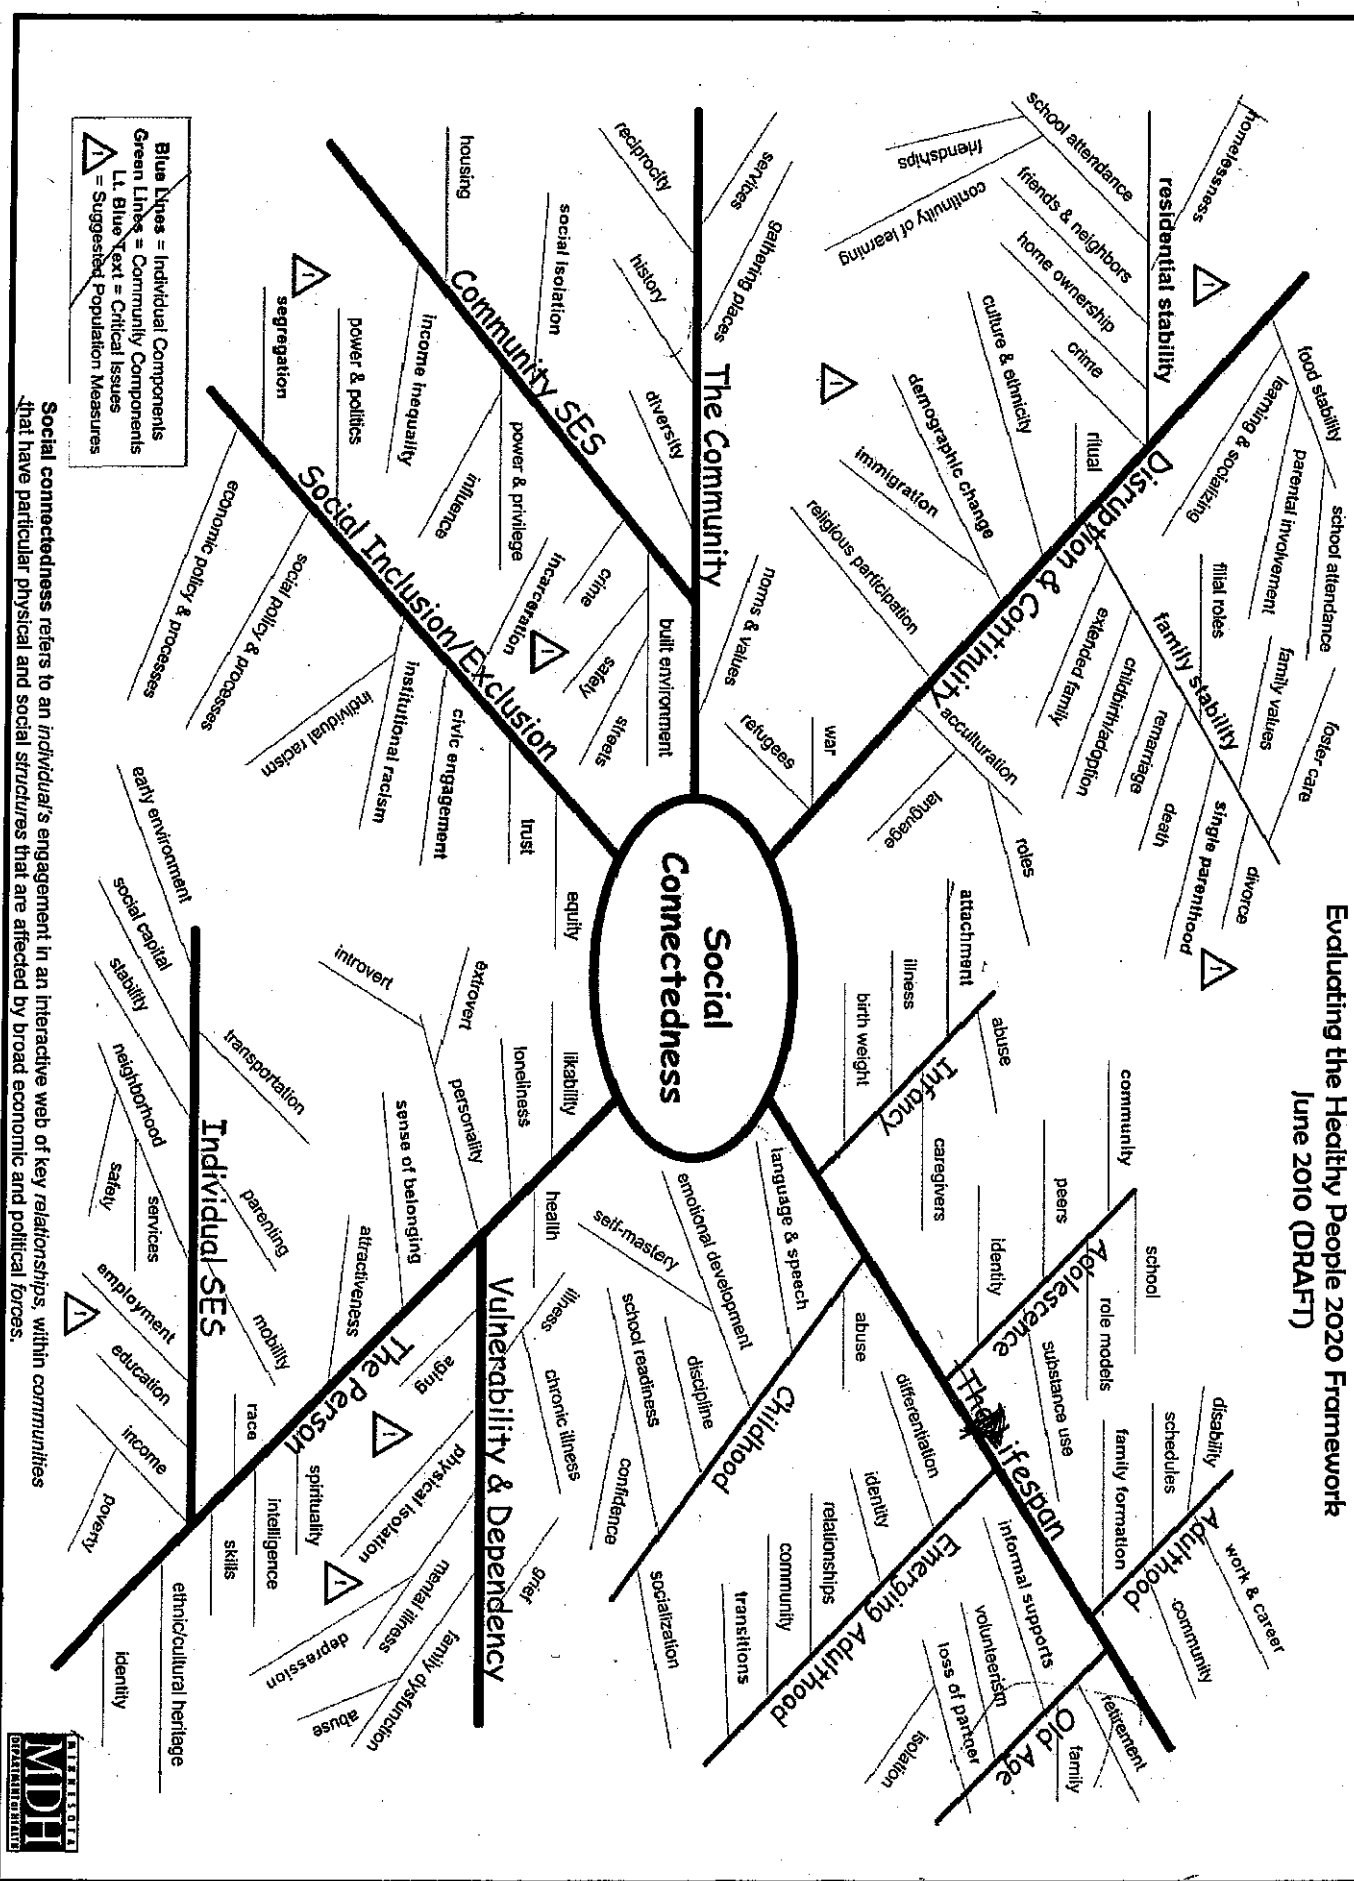 Evaluating the Healthy People 2020 Framework
June 2010 (DRAFT)
Social
Connectedness
Disruption & Continuity
residential stability
homelessness
school attendance
friendships
continuity of learning
friends & neighbors
home ownership
crime
culture & ethnicity
ritual
demographic change
immigration
religious participation
food stability
learning & socializing
school attendance
parental involvement
filial roles
family stability
family values
foster care
extended family
childbirth/adoption
remarriage
death
single parenthood
divorce
acculturation
language
roles
war
refugees
The Community
services
gathering places
reciprocity
history
diversity
norms & values
Community SES
housing
social isolation
income inequality
power & privilege
influence
crime
safety
streets
built environment
Social Inclusion/Exclusion
segregation
power & politics
economic policy & processes
social policy & processes
incarceration
individual racism
institutional racism
civic engagement
trust
equity
The Lifespan
Infancy
attachment
illness
birth weight
abuse
caregivers
Adolescence
community
peers
identity
school
role models
substance use
Childhood
language & speech
emotional development
self-mastery
abuse
discipline
school readiness
confidence
socialization
Emerging Adulthood
differentiation
identity
relationships
community
transitions
Adulthood
disability
schedules
family formation
work & career
community
Old Age
informal supports
volunteerism
loss of partner
isolation
retirement
family
The Person
likability
loneliness
extrovert
introvert
personality
sense of belonging
attractiveness
health
race
spirituality
intelligence
skills
ethnic/cultural heritage
identity
Vulnerability & Dependency
illness
chronic illness
aging
physical isolation
mental illness
depression
grief
family dysfunction
abuse
Individual SES
early environment
social capital
stability
neighborhood
safety
services
transportation
parenting
mobility
employment
education
income
poverty
Blue Lines = Individual Components
Green Lines = Community Components
Lt. Blue Text = Critical Issues
! = Suggested Population Measures
Social connectedness refers to an individual's engagement in an interactive web of key relationships, within communities
that have particular physical and social structures that are affected by broad economic and political forces.
MINNESOTA
MDH
DEPARTMENT OF HEALTH